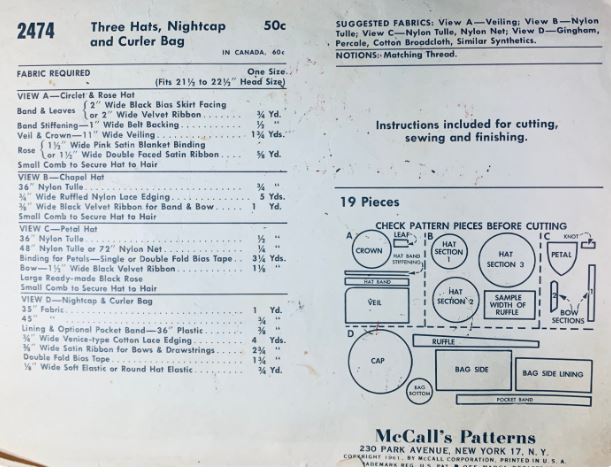 2474 Three Hats, Nightcap 50c
and Curler Bag
IN CANADA, 60c
FABRIC REQUIRED One Size
(Fits 21½ to 22½" Head Size)
VIEW A—Circlet & Rose Hat
Band & Leaves { 2" Wide Black Bias Skirt Facing
or 2" Wide Velvet Ribbon ¾ Yd.
Band Stiffening—1" Wide Belt Backing ½ "
Veil & Crown—11" Wide Veiling 1¾ Yds.
Rose { 1½" Wide Pink Satin Blanket Binding
or 1½" Wide Double Faced Satin Ribbon ⅝ Yd.
Small Comb to Secure Hat to Hair
VIEW B—Chapel Hat
36" Nylon Tulle ¾ "
¾" Wide Ruffled Nylon Lace Edging 5 Yds.
⅜" Wide Black Velvet Ribbon for Band & Bow 1 Yd.
Small Comb to Secure Hat to Hair
VIEW C—Petal Hat
36" Nylon Tulle ½ "
48" Nylon Tulle or 72" Nylon Net ¼ "
Binding for Petals—Single or Double Fold Bias Tape 3¼ Yds.
Bow—1½" Wide Black Velvet Ribbon 1⅛ "
Large Ready-made Black Rose
Small Comb to Secure Hat to Hair
VIEW D—Nightcap & Curler Bag
35" Fabric 1 Yd.
45" ¾ "
Lining & Optional Pocket Band—36" Plastic ⅜ "
¾" Wide Venice-type Cotton Lace Edging 4 Yds.
⅜" Wide Satin Ribbon for Bows & Drawstrings 2¾ "
Double Fold Bias Tape 1¾ "
⅛" Wide Soft Elastic or Round Hat Elastic ¾ Yd.
SUGGESTED FABRICS: View A—Veiling; View B—Nylon
Tulle; View C—Nylon Tulle, Nylon Net; View D—Gingham,
Percale, Cotton Broadcloth, Similar Synthetics.
NOTIONS: Matching Thread.
Instructions included for cutting,
sewing and finishing.
19 Pieces
CHECK PATTERN PIECES BEFORE CUTTING
A
CROWN
LEAF
HAT BAND
STIFFENING
HAT BAND
VEIL
B
HAT
SECTION
HAT
SECTION 3
HAT
SECTION 2
SAMPLE
WIDTH OF
RUFFLE
C
KNOT
PETAL
2
1
BOW
SECTIONS
D
CAP
RUFFLE
BAG
BOTTOM
BAG SIDE
BAG SIDE LINING
POCKET BAND
McCall's Patterns
230 PARK AVENUE, NEW YORK 17, N. Y.
COPYRIGHT 1961, BY McCALL CORPORATION, PRINTED IN U. S. A.